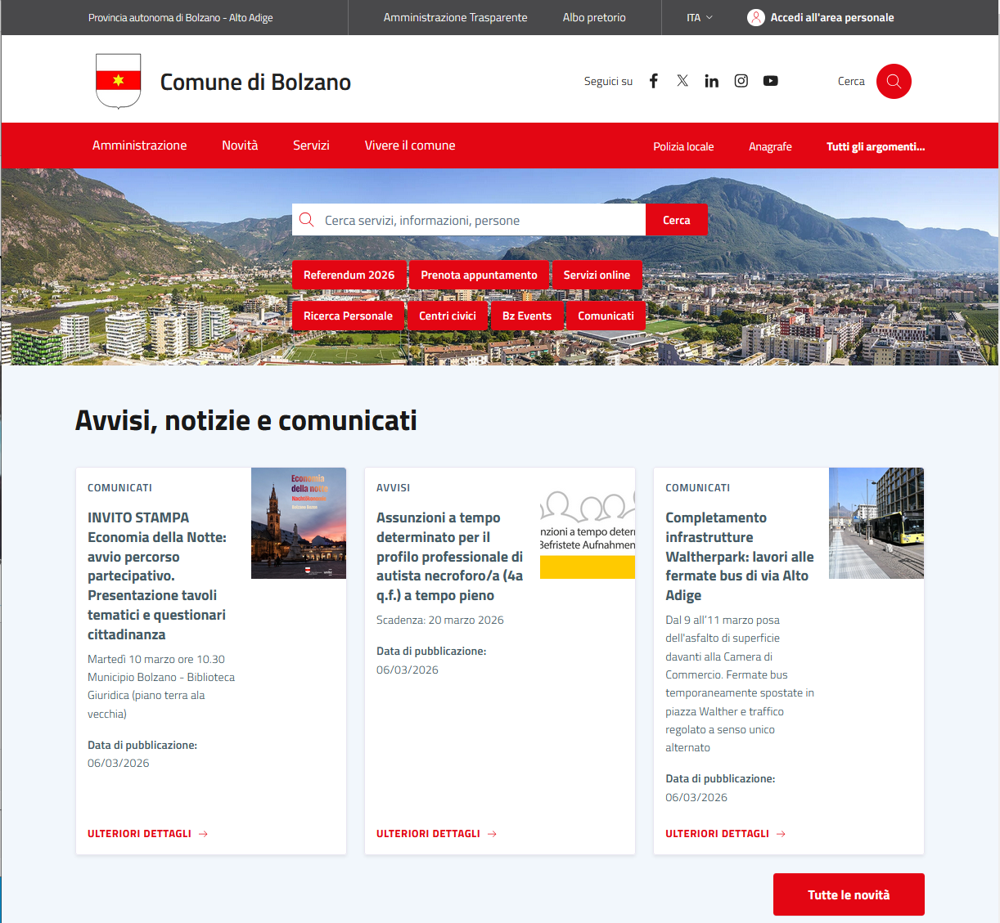 Provincia autonoma di Bolzano - Alto Adige
Amministrazione Trasparente
Albo pretorio
ITA
Accedi all'area personale
Comune di Bolzano
Seguici su
Cerca
Amministrazione
Novità
Servizi
Vivere il comune
Polizia locale
Anagrafe
Tutti gli argomenti...
Cerca servizi, informazioni, persone
Cerca
Referendum 2026
Prenota appuntamento
Servizi online
Ricerca Personale
Centri civici
Bz Events
Comunicati
Avvisi, notizie e comunicati
COMUNICATI
INVITO STAMPA
Economia della Notte:
avvio percorso
partecipativo.
Presentazione tavoli
tematici e questionari
cittadinanza
Martedì 10 marzo ore 10.30
Municipio Bolzano - Biblioteca
Giuridica (piano terra ala
vecchia)
Data di pubblicazione:
06/03/2026
ULTERIORI DETTAGLI
Economia
della notte
Nachtökonomie
AVVISI
Assunzioni a tempo
determinato per il
profilo professionale di
autista necroforo/a (4a
q.f.) a tempo pieno
Scadenza: 20 marzo 2026
Data di pubblicazione:
06/03/2026
ULTERIORI DETTAGLI
nzioni a tempo deter
Befristete Aufnahmen
COMUNICATI
Completamento
infrastrutture
Waltherpark: lavori alle
fermate bus di via Alto
Adige
Dal 9 all'11 marzo posa
dell'asfalto di superficie
davanti alla Camera di
Commercio. Fermate bus
temporaneamente spostate in
piazza Walther e traffico
regolato a senso unico
alternato
Data di pubblicazione:
06/03/2026
ULTERIORI DETTAGLI
Tutte le novità